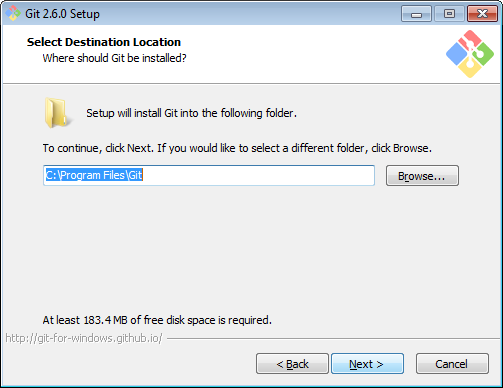 Git 2.6.0 Setup
Select Destination Location
Where should Git be installed?
Setup will install Git into the following folder.
To continue, click Next. If you would like to select a different folder, click Browse.
C:\Program Files\Git
Browse...
At least 183.4 MB of free disk space is required.
http://git-for-windows.github.io/
< Back
Next >
Cancel